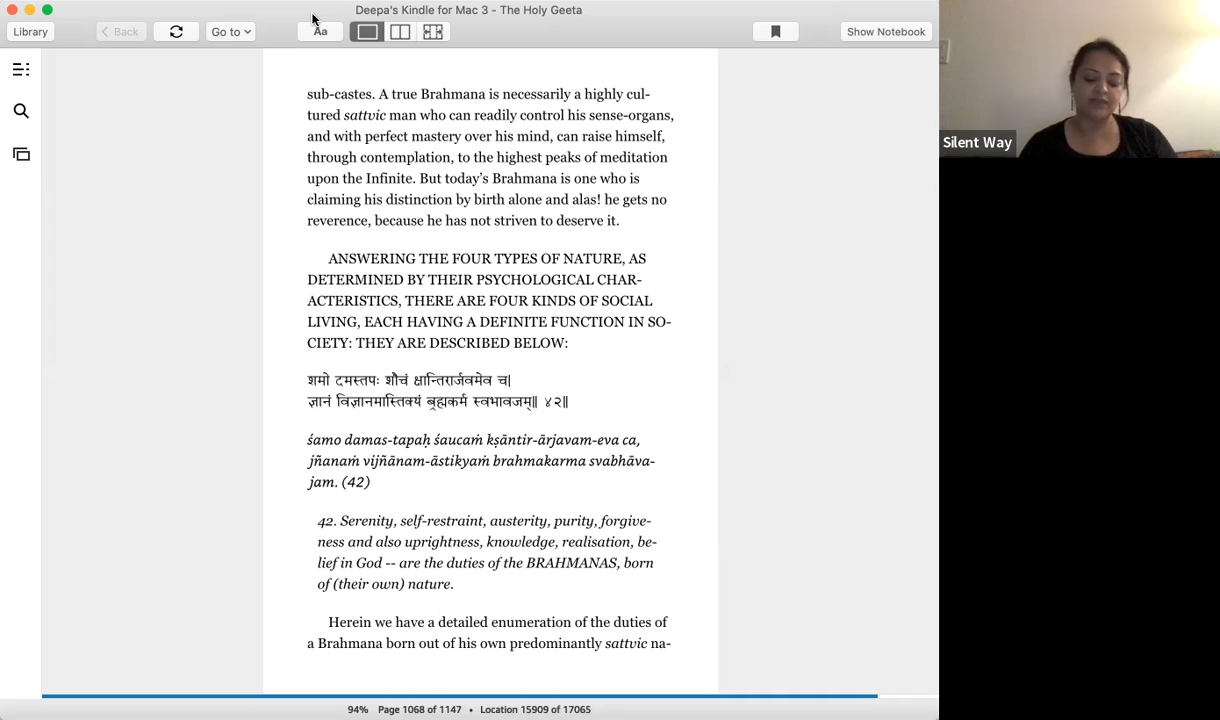 Deepa's Kindle for Mac 3 - The Holy Geeta
Library
Back
Go to
Aa
Show Notebook
sub-castes. A true Brahmana is necessarily a highly cul-
tured sattvic man who can readily control his sense-organs,
and with perfect mastery over his mind, can raise himself,
through contemplation, to the highest peaks of meditation
upon the Infinite. But today's Brahmana is one who is
claiming his distinction by birth alone and alas! he gets no
reverence, because he has not striven to deserve it.
ANSWERING THE FOUR TYPES OF NATURE, AS
DETERMINED BY THEIR PSYCHOLOGICAL CHAR-
ACTERISTICS, THERE ARE FOUR KINDS OF SOCIAL
LIVING, EACH HAVING A DEFINITE FUNCTION IN SO-
CIETY: THEY ARE DESCRIBED BELOW:
शमो दमस्तपः शौचं क्षान्तिरार्जवमेव च|
ज्ञानं विज्ञानमास्तिक्यं ब्रह्मकर्म स्वभावजम्॥ ४२॥
śamo damas-tapaḥ śaucaṁ kṣāntir-ārjavam-eva ca,
jñanaṁ vijñānam-āstikyaṁ brahmakarma svabhāva-
jam. (42)
42. Serenity, self-restraint, austerity, purity, forgive-
ness and also uprightness, knowledge, realisation, be-
lief in God -- are the duties of the BRAHMANAS, born
of (their own) nature.
Herein we have a detailed enumeration of the duties of
a Brahmana born out of his own predominantly sattvic na-
94% Page 1068 of 1147 • Location 15909 of 17065
Silent Way